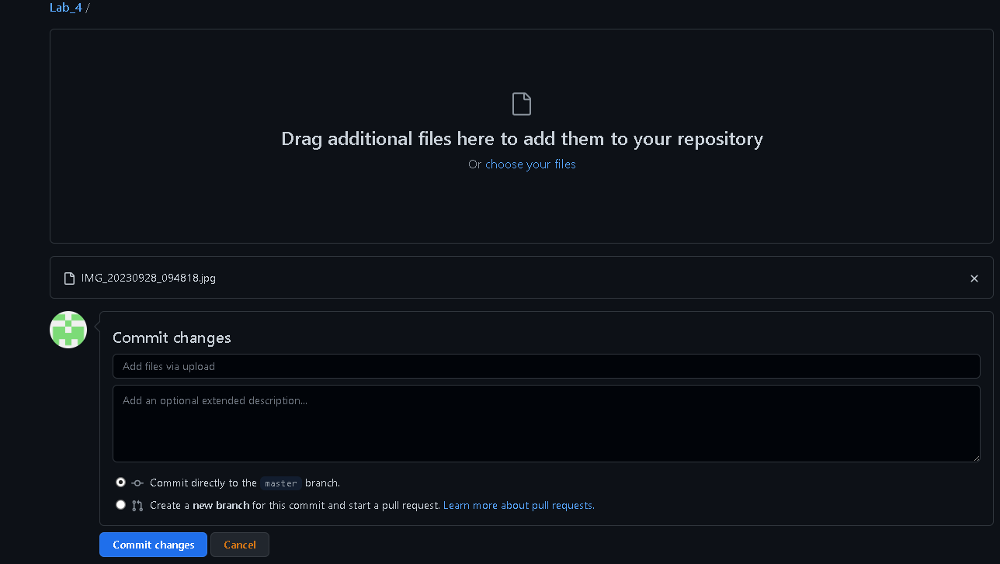 Lab_4 /
Drag additional files here to add them to your repository
Or choose your files
IMG_20230928_094818.jpg
Commit changes
Add files via upload
Add an optional extended description...
Commit directly to the master branch.
Create a new branch for this commit and start a pull request. Learn more about pull requests.
Commit changes Cancel